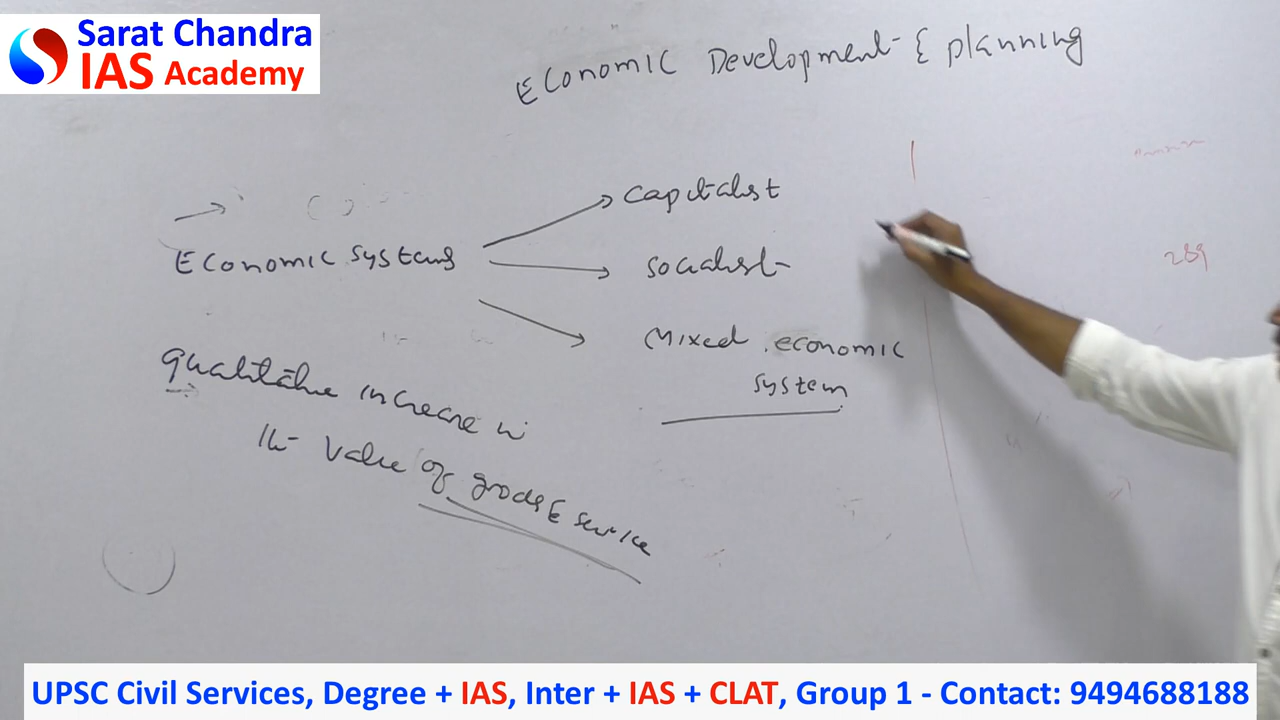 Sarat Chandra
IAS Academy
Economic Development & planning
capitalist
Economic systems
socialist
Mixed economic
system
qualitative increase in
the value of goods & service
289
UPSC Civil Services, Degree + IAS, Inter + IAS + CLAT, Group 1 - Contact: 9494688188